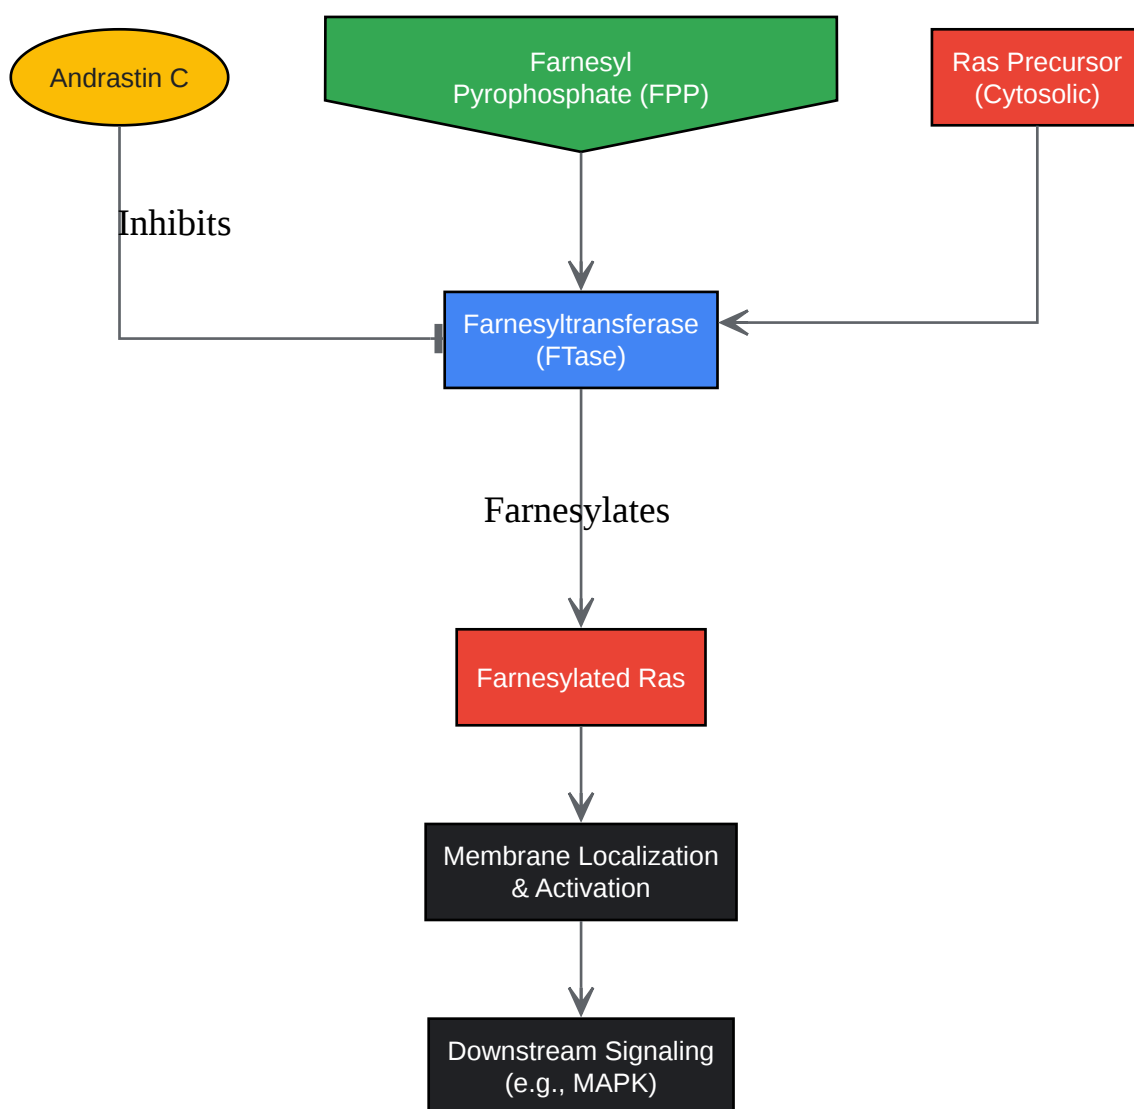 Andrastin C
Farnesyl
Pyrophosphate (FPP)
Ras Precursor
(Cytosolic)
Inhibits
Farnesyltransferase
(FTase)
Farnesylates
Farnesylated Ras
Membrane Localization
& Activation
Downstream Signaling
(e.g., MAPK)